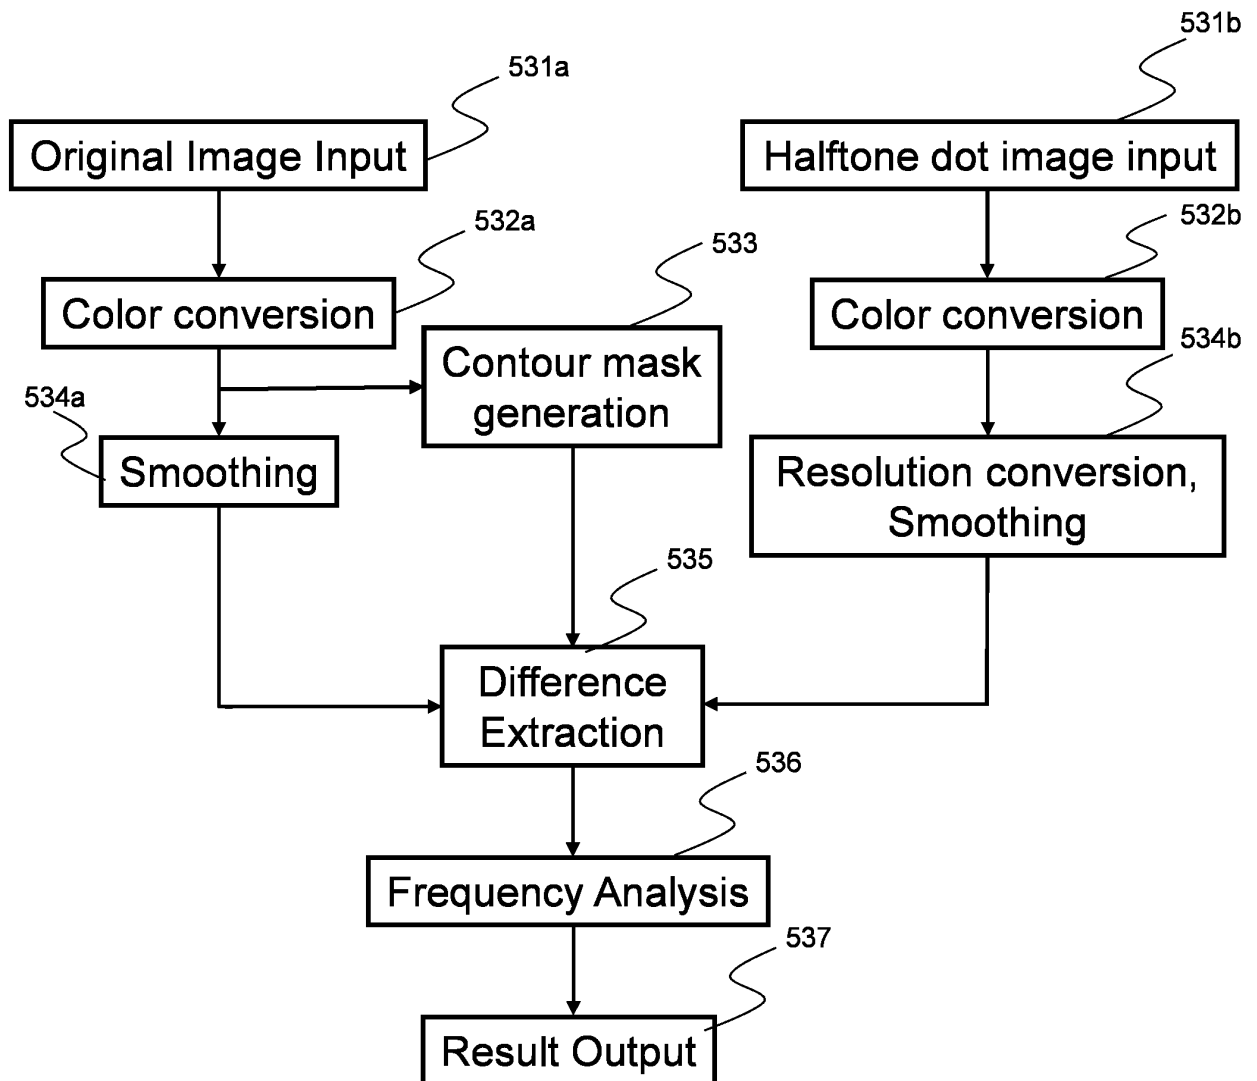 531b
531a
Original Image Input
Halftone dot image input
532a
533
532b
Color conversion
Color conversion
534b
Contour mask
generation
534a
Smoothing
Resolution conversion,
Smoothing
535
Difference
Extraction
536
Frequency Analysis
537
Result Output